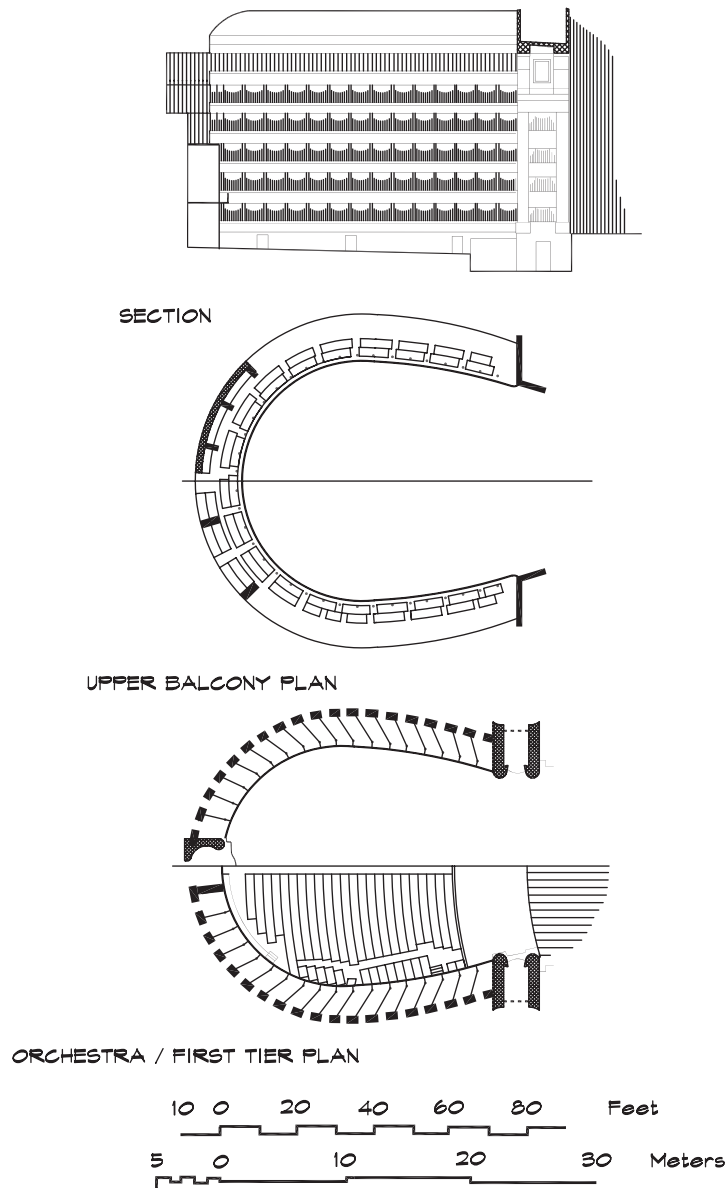 SECTION
UPPER BALCONY PLAN
ORCHESTRA / FIRST TIER PLAN
10 0 20 40 60 80 Feet
5 0 10 20 30 Meters